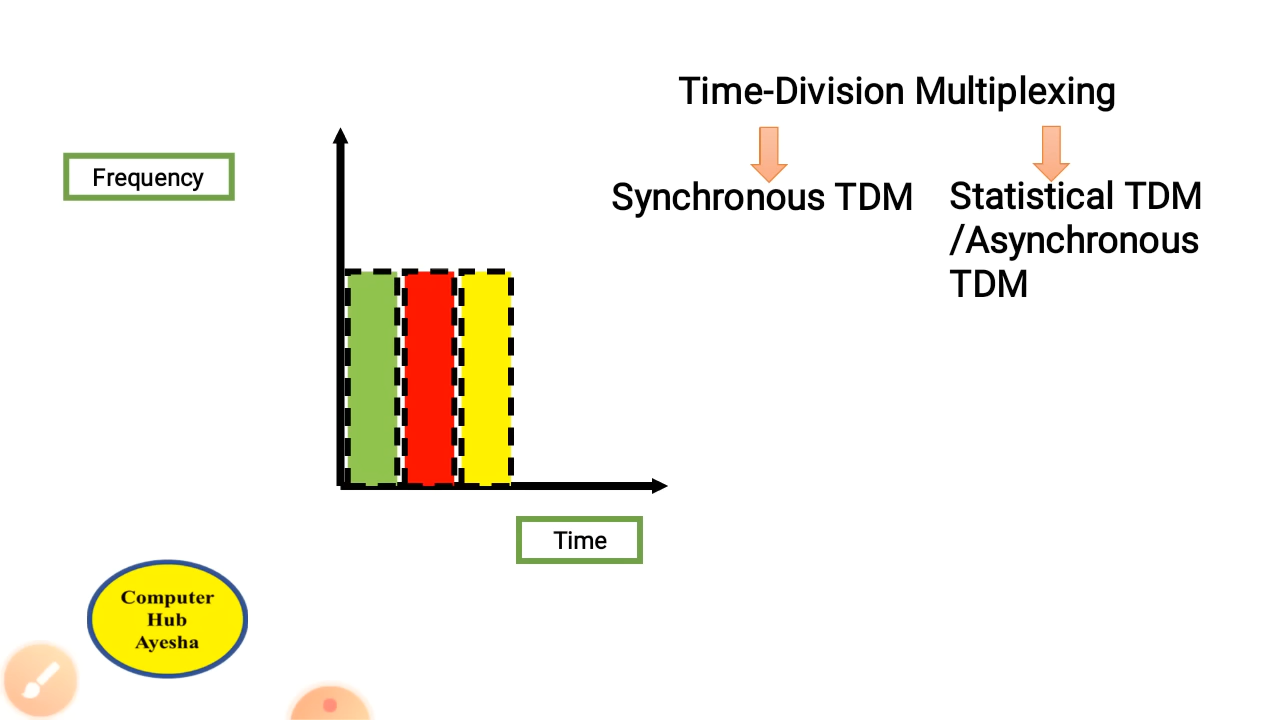 Time-Division Multiplexing
Frequency
Synchronous TDM
Statistical TDM
/Asynchronous
TDM
Time
Computer
Hub
Ayesha